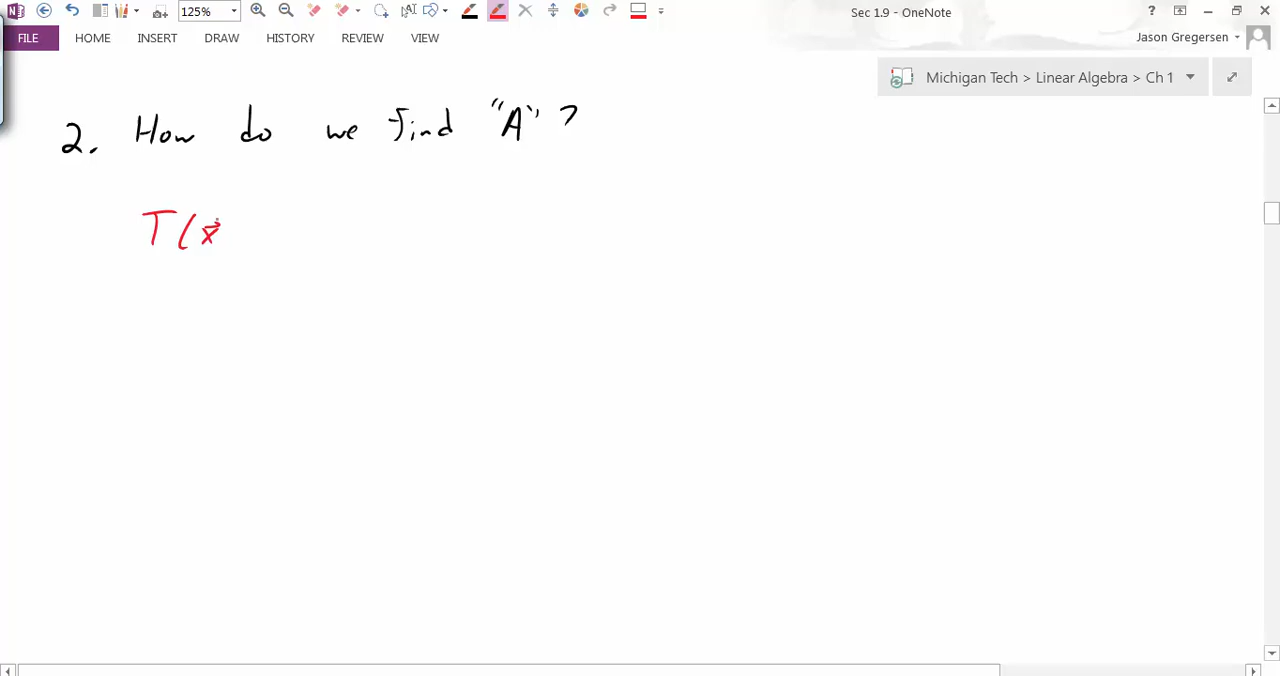 125%
Sec 1.9 - OneNote
?
FILE HOME INSERT DRAW HISTORY REVIEW VIEW
Jason Gregersen
Michigan Tech > Linear Algebra > Ch 1
2. How do we find "A"?
T(x⃗